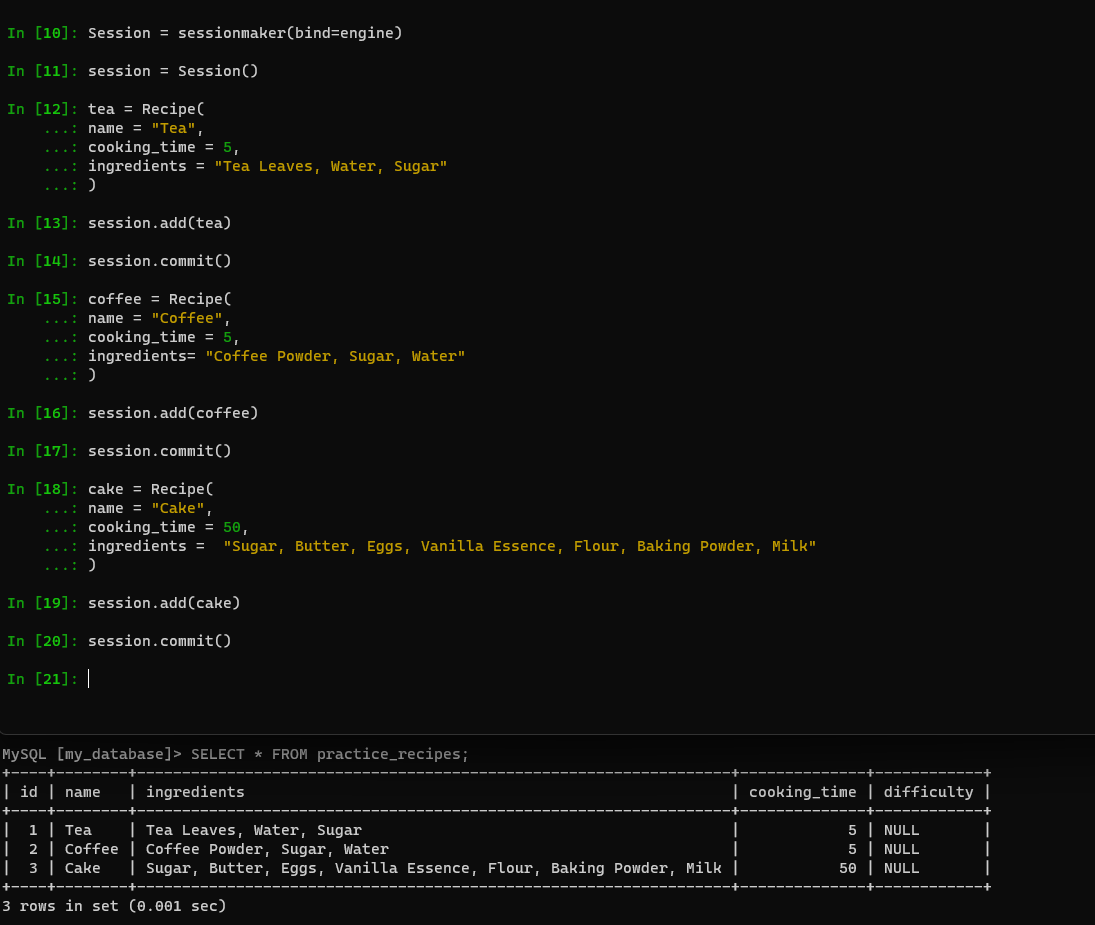 In [10]: Session = sessionmaker(bind=engine)
In [11]: session = Session()
In [12]: tea = Recipe(
    ...: name = "Tea",
    ...: cooking_time = 5,
    ...: ingredients = "Tea Leaves, Water, Sugar"
    ...: )
In [13]: session.add(tea)
In [14]: session.commit()
In [15]: coffee = Recipe(
    ...: name = "Coffee",
    ...: cooking_time = 5,
    ...: ingredients= "Coffee Powder, Sugar, Water"
    ...: )
In [16]: session.add(coffee)
In [17]: session.commit()
In [18]: cake = Recipe(
    ...: name = "Cake",
    ...: cooking_time = 50,
    ...: ingredients =  "Sugar, Butter, Eggs, Vanilla Essence, Flour, Baking Powder, Milk"
    ...: )
In [19]: session.add(cake)
In [20]: session.commit()
In [21]:
MySQL [my_database]> SELECT * FROM practice_recipes;
+----+--------+------------------------------------------------------------------+--------------+------------+
| id | name   | ingredients                                                      | cooking_time | difficulty |
+----+--------+------------------------------------------------------------------+--------------+------------+
|  1 | Tea    | Tea Leaves, Water, Sugar                                         |            5 | NULL       |
|  2 | Coffee | Coffee Powder, Sugar, Water                                      |            5 | NULL       |
|  3 | Cake   | Sugar, Butter, Eggs, Vanilla Essence, Flour, Baking Powder, Milk |           50 | NULL       |
+----+--------+------------------------------------------------------------------+--------------+------------+
3 rows in set (0.001 sec)